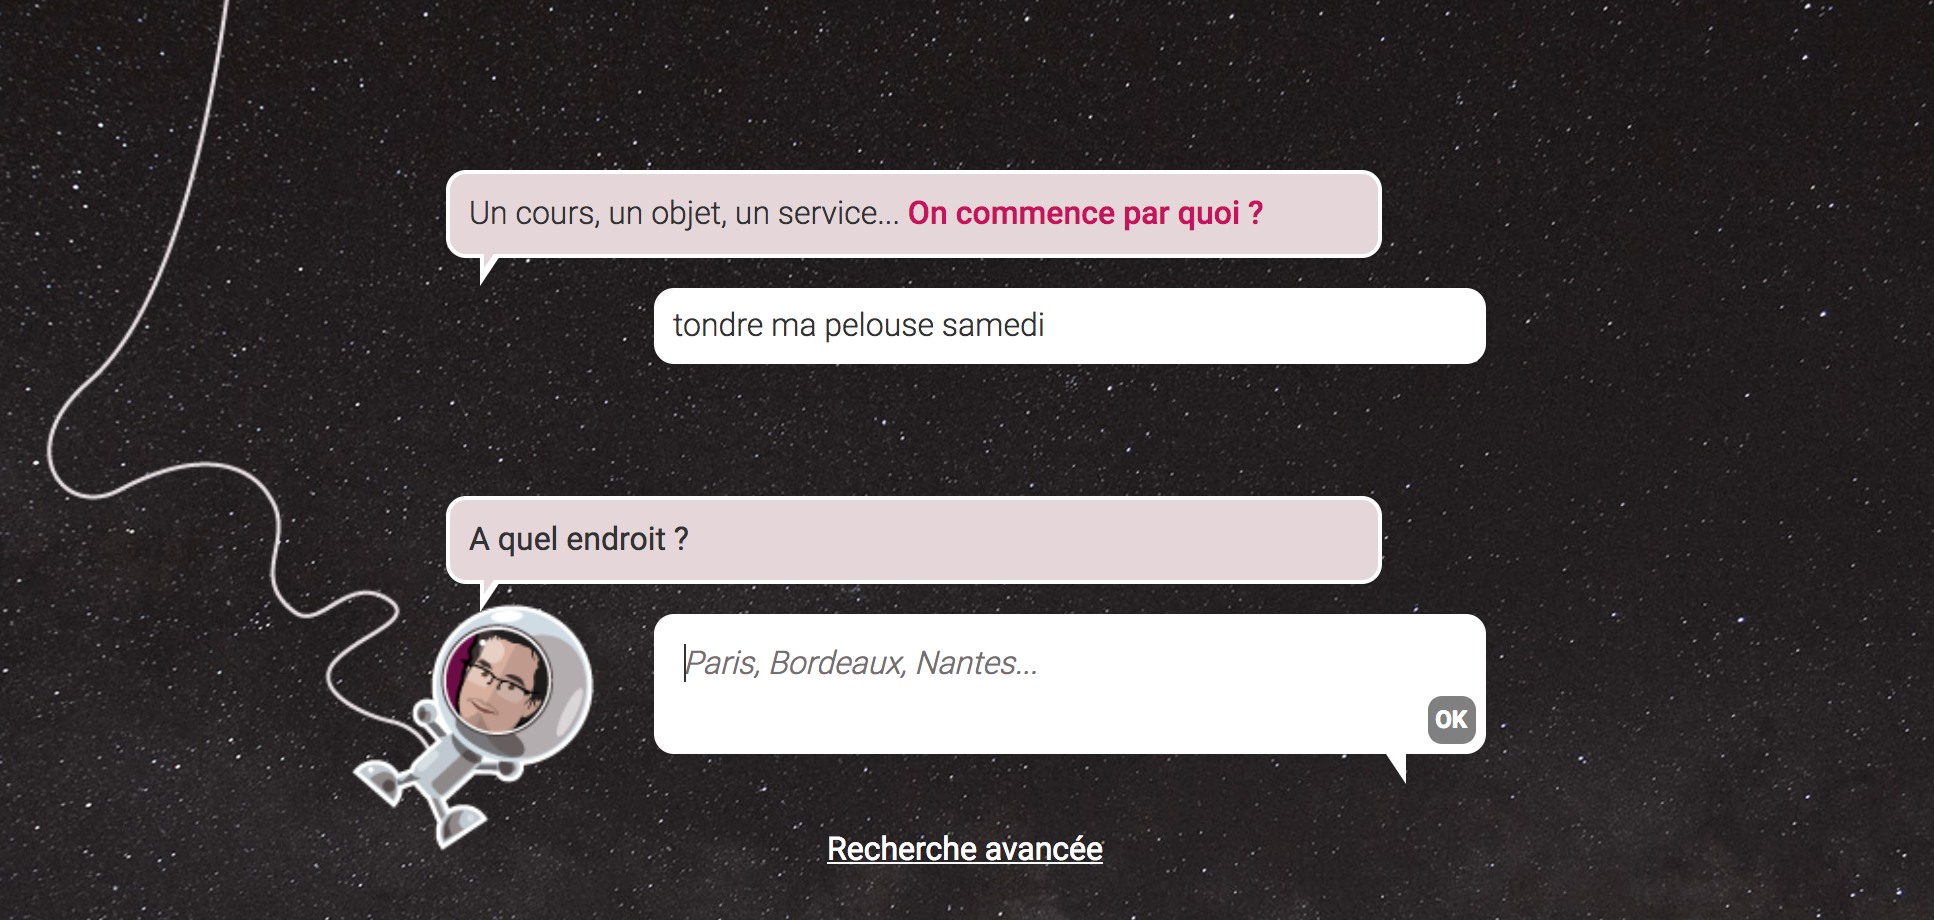 Un cours, un objet, un service... On commence par quoi ?
tondre ma pelouse samedi
A quel endroit ?
Paris, Bordeaux, Nantes...
OK
Recherche avancée